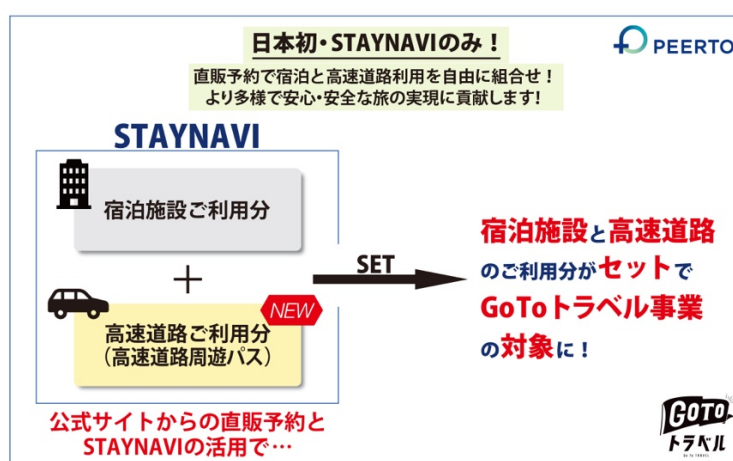 日本初・STAYNAVIのみ！
PEERTO
直販予約で宿泊と高速道路利用を自由に組合せ！
より多様で安心・安全な旅の実現に貢献します!
STAYNAVI
宿泊施設ご利用分
＋
NEW
高速道路ご利用分
（高速道路周遊パス）
公式サイトからの直販予約と
STAYNAVIの活用で…
SET
宿泊施設と高速道路
のご利用分がセットで
GoToトラベル事業
の対象に！
GOTO
トラベル
Go To TRAVEL